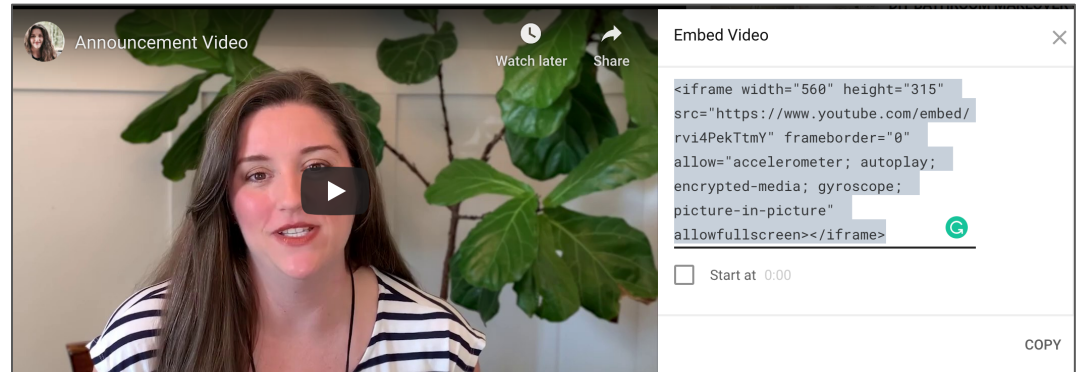 Announcement Video
Watch later
Share
Embed Video
<iframe width="560" height="315"
src="https://www.youtube.com/embed/
rvi4PekTtmY" frameborder="0"
allow="accelerometer; autoplay;
encrypted-media; gyroscope;
picture-in-picture"
allowfullscreen></iframe>
Start at 0:00
COPY